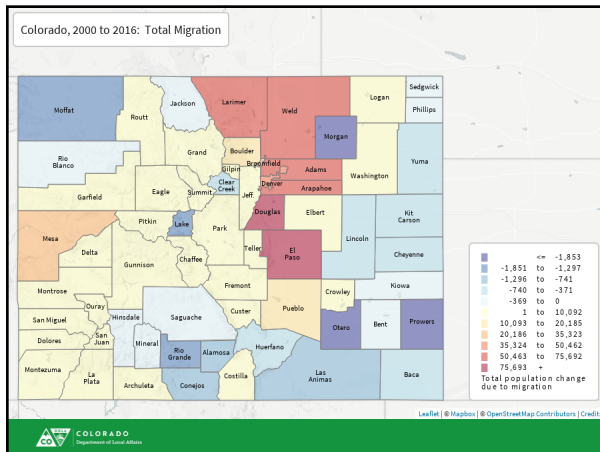 Colorado, 2000 to 2016: Total Migration
Sedgwick
Moffat
Routt
Jackson
Larimer
Weld
Logan
Phillips
Morgan
Rio
Blanco
Grand
Boulder
Broomfield
Gilpin
Adams
Washington
Yuma
Clear
Creek
Denver
Arapahoe
Garfield
Eagle
Summit
Jeff.
Douglas
Elbert
Kit
Carson
Pitkin
Lake
Park
Lincoln
Mesa
Delta
Teller
El
Paso
Cheyenne
Gunnison
Chaffee
Fremont
Kiowa
Montrose
Crowley
Ouray
Hinsdale
Saguache
Custer
Pueblo
San Miguel
Otero
Bent
Prowers
Dolores
San
Juan
Mineral
Rio
Grande
Alamosa
Huerfano
Montezuma
La
Plata
Archuleta
Conejos
Costilla
Las
Animas
Baca
<= -1,853
-1,851 to -1,297
-1,296 to -741
-740 to -371
-369 to 0
1 to 10,092
10,093 to 20,185
20,186 to 35,323
35,324 to 50,462
50,463 to 75,692
75,693 +
Total population change
due to migration
Leaflet | © Mapbox | © OpenStreetMap Contributors | Credits
CO
COLORADO
Department of Local Affairs